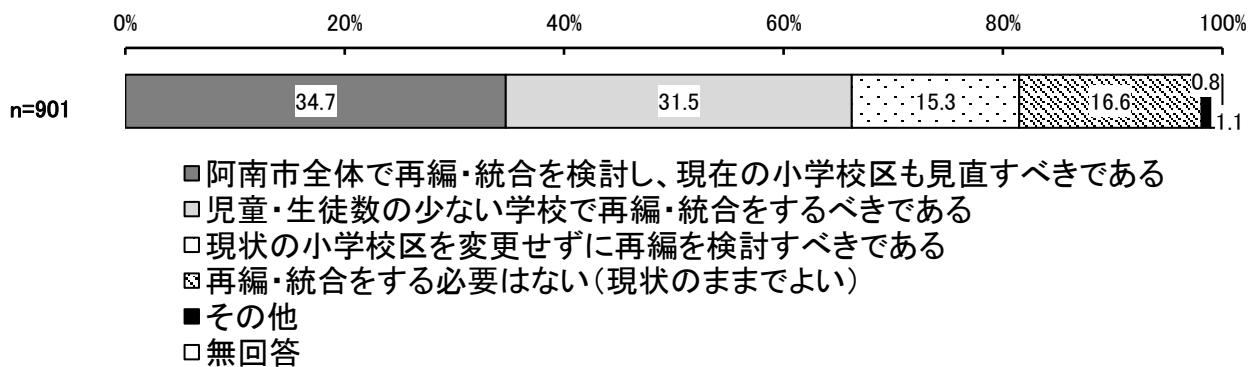 0% 20% 40% 60% 80% 100%
n=901 34.7 31.5 15.3 16.6 0.8 1.1
阿南市全体で再編・統合を検討し、現在の小学校区も見直すべきである
児童・生徒数の少ない学校で再編・統合をするべきである
現状の小学校区を変更せずに再編を検討すべきである
再編・統合をする必要はない（現状のままでよい）
その他
無回答